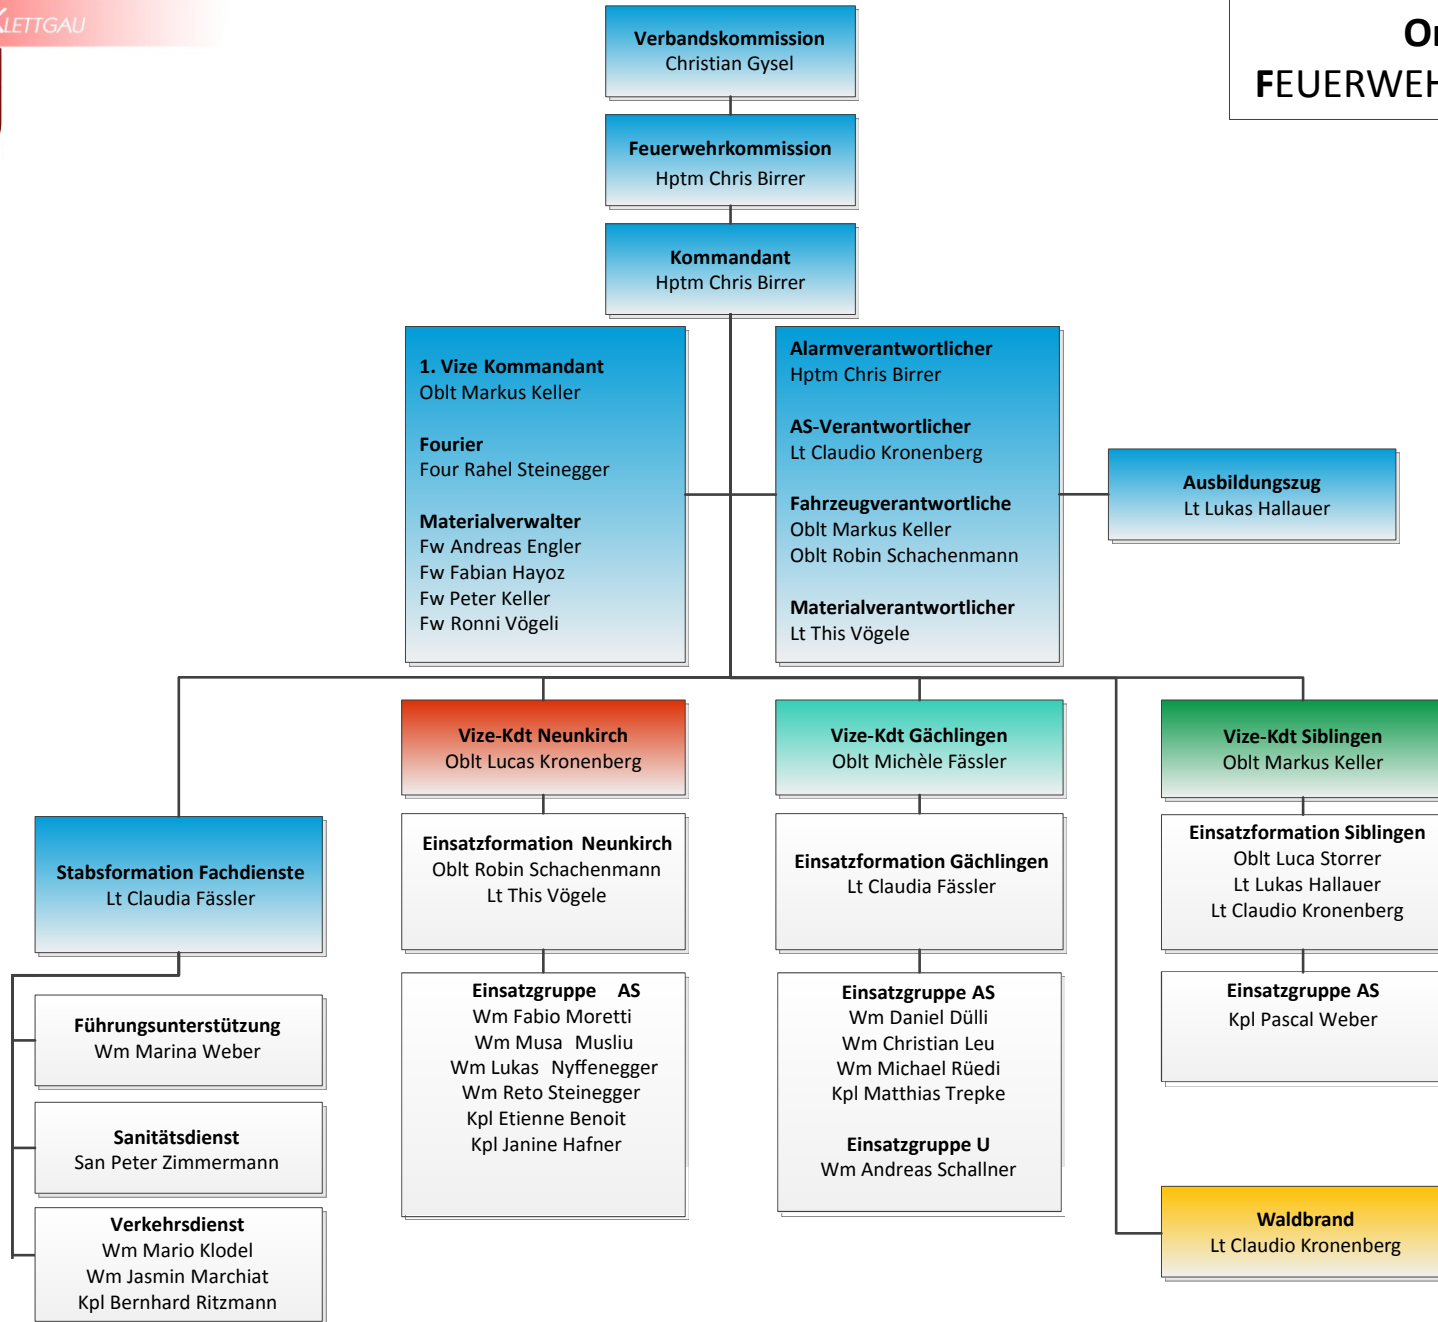 KLETTGAU
FEUERWEH
Verbandskommission
Christian Gysel
Feuerwehrkommission
Hptm Chris Birrer
Kommandant
Hptm Chris Birrer
1. Vize Kommandant
Oblt Markus Keller
Fourier
Four Rahel Steinegger
Materialverwalter
Fw Andreas Engler
Fw Fabian Hayoz
Fw Peter Keller
Fw Ronni Vögeli
Alarmverantwortlicher
Hptm Chris Birrer
AS-Verantwortlicher
Lt Claudio Kronenberg
Fahrzeugverantwortliche
Oblt Markus Keller
Oblt Robin Schachenmann
Materialverantwortlicher
Lt This Vögele
Ausbildungszug
Lt Lukas Hallauer
Stabsformation Fachdienste
Lt Claudia Fässler
Führungsunterstützung
Wm Marina Weber
Sanitätsdienst
San Peter Zimmermann
Verkehrsdienst
Wm Mario Klodel
Wm Jasmin Marchiat
Kpl Bernhard Ritzmann
Vize-Kdt Neunkirch
Oblt Lucas Kronenberg
Einsatzformation Neunkirch
Oblt Robin Schachenmann
Lt This Vögele
Einsatzgruppe AS
Wm Fabio Moretti
Wm Musa Musliu
Wm Lukas Nyffenegger
Wm Reto Steinegger
Kpl Etienne Benoit
Kpl Janine Hafner
Vize-Kdt Gächlingen
Oblt Michèle Fässler
Einsatzformation Gächlingen
Lt Claudia Fässler
Einsatzgruppe AS
Wm Daniel Dülli
Wm Christian Leu
Wm Michael Rüedi
Kpl Matthias Trepke
Einsatzgruppe U
Wm Andreas Schallner
Vize-Kdt Siblingen
Oblt Markus Keller
Einsatzformation Siblingen
Oblt Luca Storrer
Lt Lukas Hallauer
Lt Claudio Kronenberg
Einsatzgruppe AS
Kpl Pascal Weber
Waldbrand
Lt Claudio Kronenberg